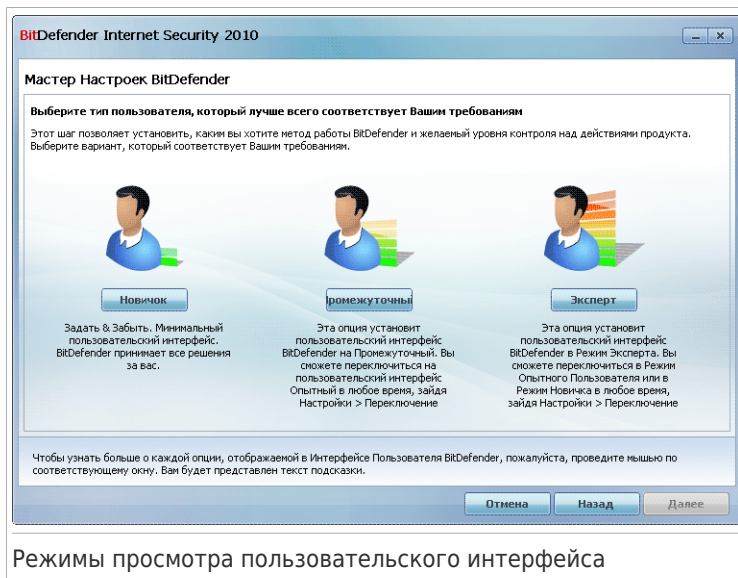 BitDefender Internet Security 2010
Мастер Настроек BitDefender
Выберите тип пользователя, который лучше всего соответствует Вашим требованиям
Этот шаг позволяет установить, каким вы хотите метод работы BitDefender и желаемый уровня контроля над действиями продукта.
Выберите вариант, который соответствует Вашим требованиям.
Новичок
Задать & Забыть. Минимальный
пользовательский интерфейс.
BitDefender принимает все решения
за вас.
Промежуточный
Эта опция установит
пользовательский интерфейс
BitDefender на Промежуточный. Вы
сможете переключиться на
пользовательский интерфейс
Опытный в любое время, зайдя
Настройки > Переключение
Эксперт
Эта опция установит
пользовательский интерфейс
BitDefender в Режим Эксперта. Вы
сможете переключиться в Режим
Опытного Пользователя или в
Режим Новичка в любое время,
зайдя Настройки > Переключение
Чтобы узнать больше о каждой опции, отображаемой в Интерфейсе Пользователя BitDefender, пожалуйста, проведите мышью по
соответствующему окну. Вам будет представлен текст подсказки.
Отмена
Назад
Далее
Режимы просмотра пользовательского интерфейса